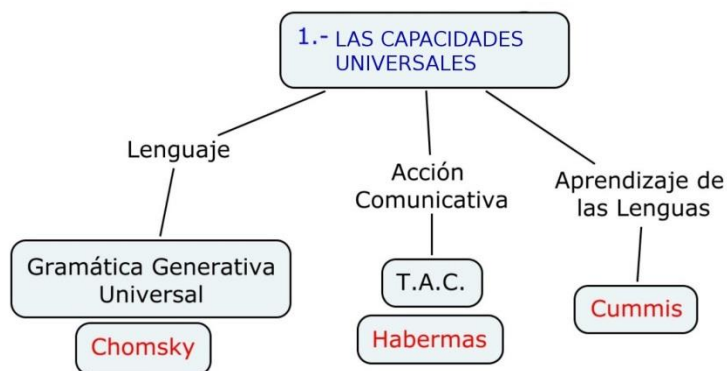 1.- LAS CAPACIDADES
UNIVERSALES
Lenguaje
Acción
Comunicativa
Aprendizaje de
las Lenguas
Gramática Generativa
Universal
T.A.C.
Cummis
Chomsky
Habermas